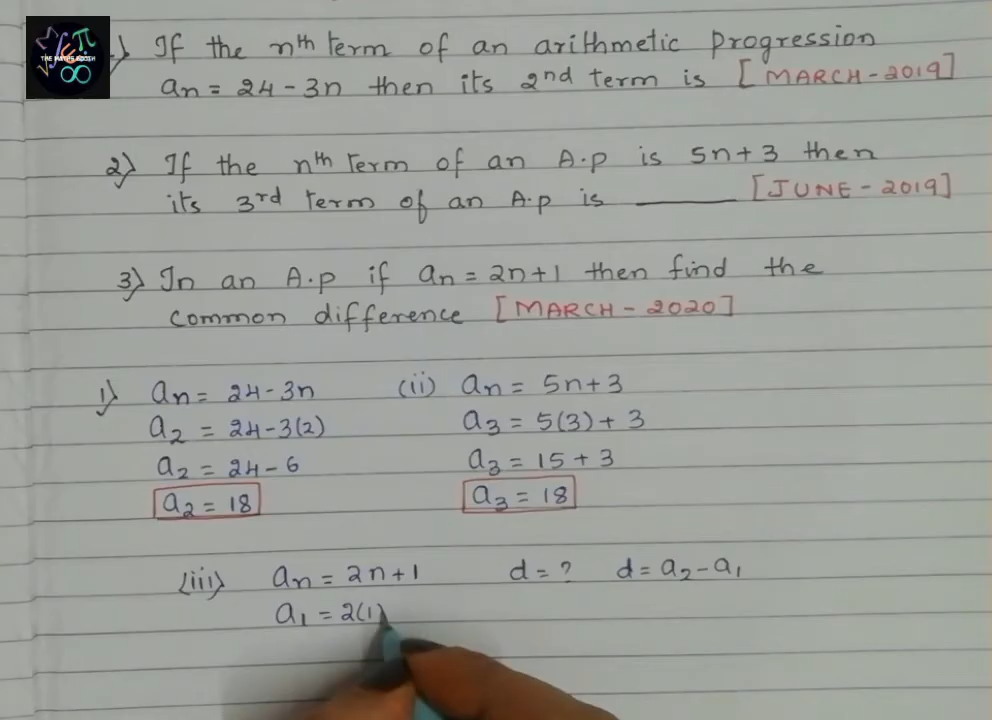 THE MATHS BOOTH
1) If the nth term of an arithmetic progression
an = 24 - 3n then its 2nd term is [MARCH-2019]
2) If the nth term of an A.p is 5n+3 then
its 3rd term of an A.p is ______ [JUNE-2019]
3) In an A.p if an = 2n+1 then find the
common difference [MARCH-2020]
1) an = 24-3n
a2 = 24-3(2)
a2 = 24-6
a2 = 18
(ii) an = 5n+3
a3 = 5(3)+3
a3 = 15+3
a3 = 18
(iii) an = 2n+1 d=? d=a2-a1
a1 = 2(1)